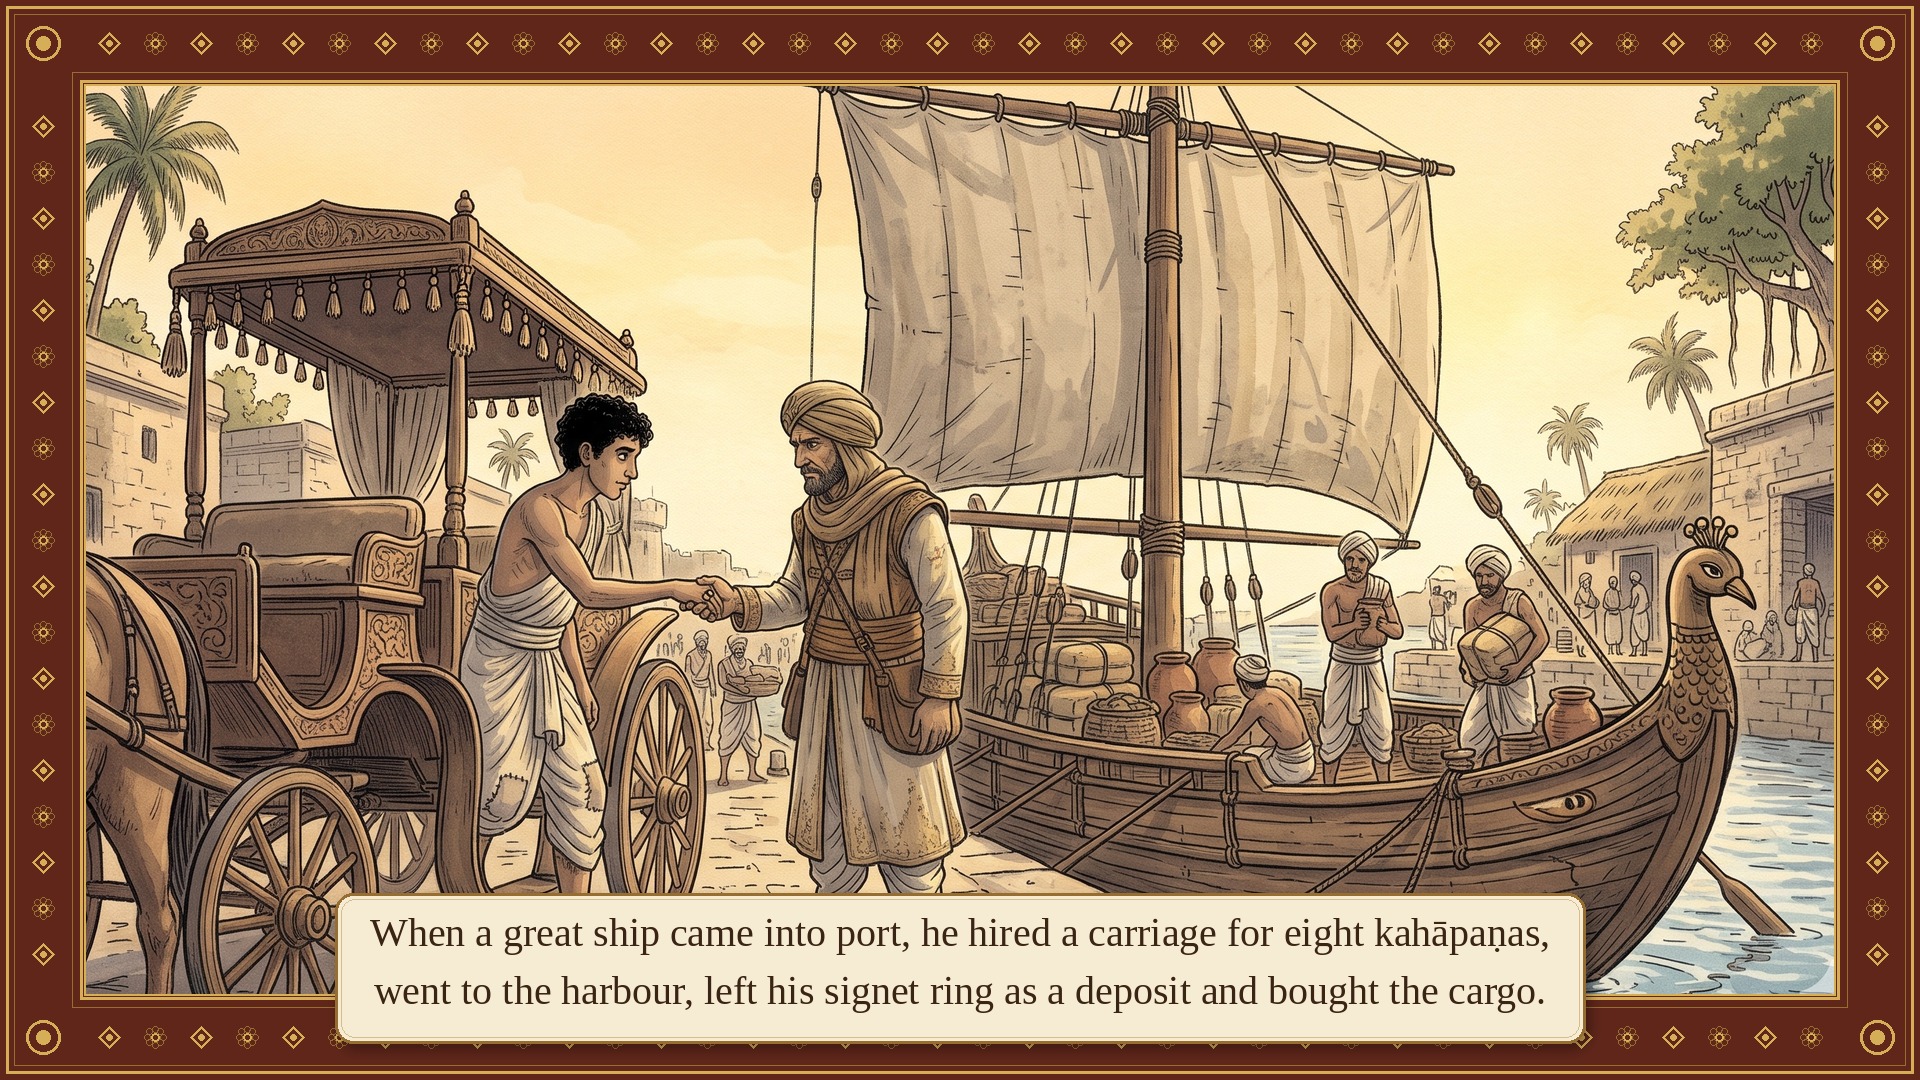 When a great ship came into port, he hired a carriage for eight kahāpaṇas,
went to the harbour, left his signet ring as a deposit and bought the cargo.